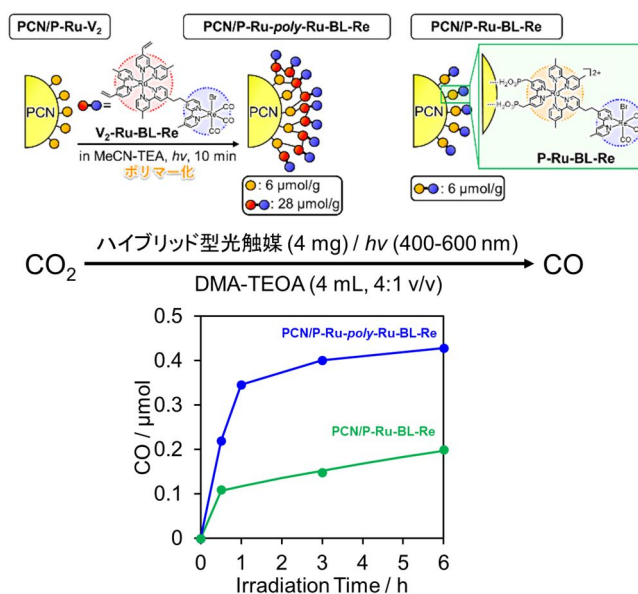 PCN/P-Ru-V₂
PCN/P-Ru-poly-Ru-BL-Re
PCN/P-Ru-BL-Re
PCN
V₂-Ru-BL-Re
in MeCN-TEA, hν, 10 min
ポリマー化
PCN
: 6 μmol/g
: 28 μmol/g
PCN
H₂O₃P
H₂O₃P
2+
P-Ru-BL-Re
: 6 μmol/g
CO₂
ハイブリッド型光触媒 (4 mg) / hν (400-600 nm)
DMA-TEOA (4 mL, 4:1 v/v)
CO
CO / μmol
0.5
0.4
0.3
0.2
0.1
0
PCN/P-Ru-poly-Ru-BL-Re
PCN/P-Ru-BL-Re
0 1 2 3 4 5 6
Irradiation Time / h